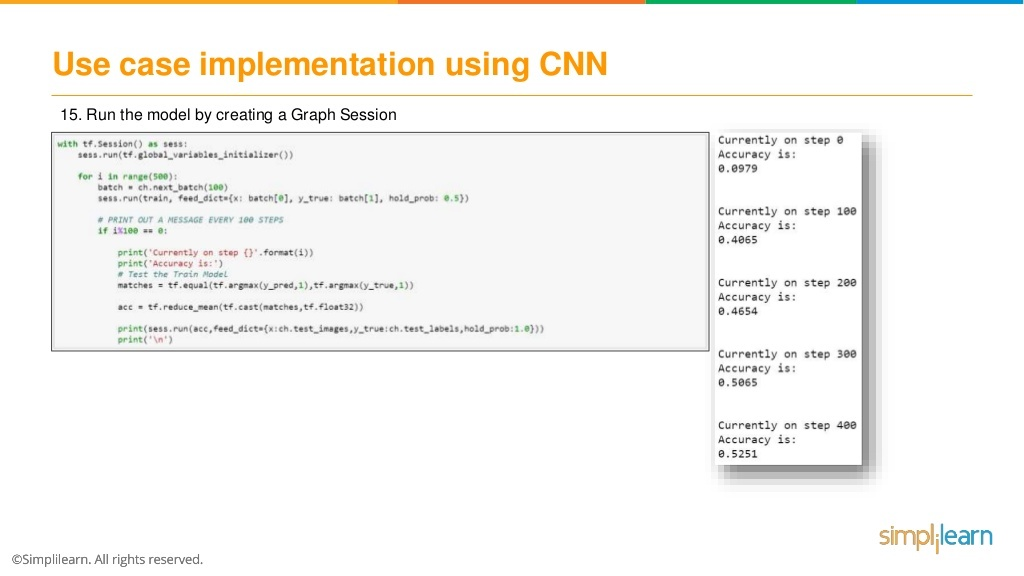 Use case implementation using CNN
15. Run the model by creating a Graph Session
with tf.Session() as sess:
    sess.run(tf.global_variables_initializer())

    for i in range(500):
        batch = ch.next_batch(100)
        sess.run(train, feed_dict={x: batch[0], y_true: batch[1], hold_prob: 0.5})

        # PRINT OUT A MESSAGE EVERY 100 STEPS
        if i%100 == 0:

            print('Currently on step {}'.format(i))
            print('Accuracy is:')
            # Test the Train Model
            matches = tf.equal(tf.argmax(y_pred,1),tf.argmax(y_true,1))

            acc = tf.reduce_mean(tf.cast(matches,tf.float32))

            print(sess.run(acc,feed_dict={x:ch.test_images,y_true:ch.test_labels,hold_prob:1.0}))
            print('\n')
Currently on step 0
Accuracy is:
0.0979

Currently on step 100
Accuracy is:
0.4065

Currently on step 200
Accuracy is:
0.4654

Currently on step 300
Accuracy is:
0.5065

Currently on step 400
Accuracy is:
0.5251
simplilearn
©Simplilearn. All rights reserved.